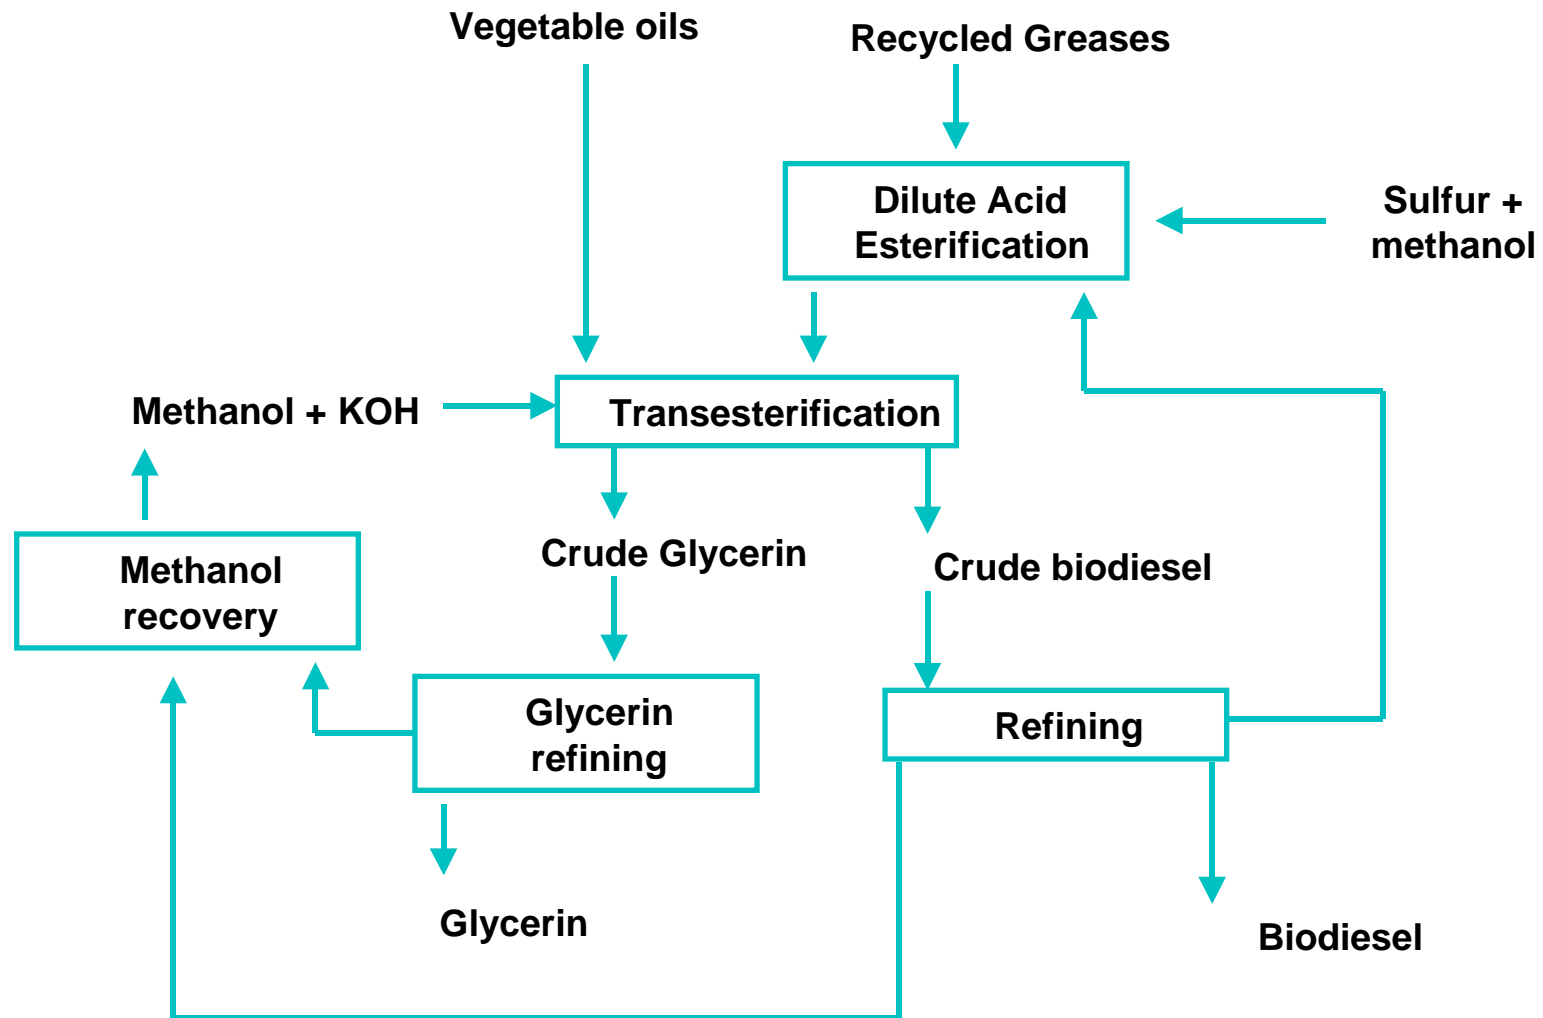 Vegetable oils
Recycled Greases
Dilute Acid
Esterification
Sulfur +
methanol
Methanol + KOH
Transesterification
Methanol
recovery
Crude Glycerin
Crude biodiesel
Glycerin
refining
Refining
Glycerin
Biodiesel